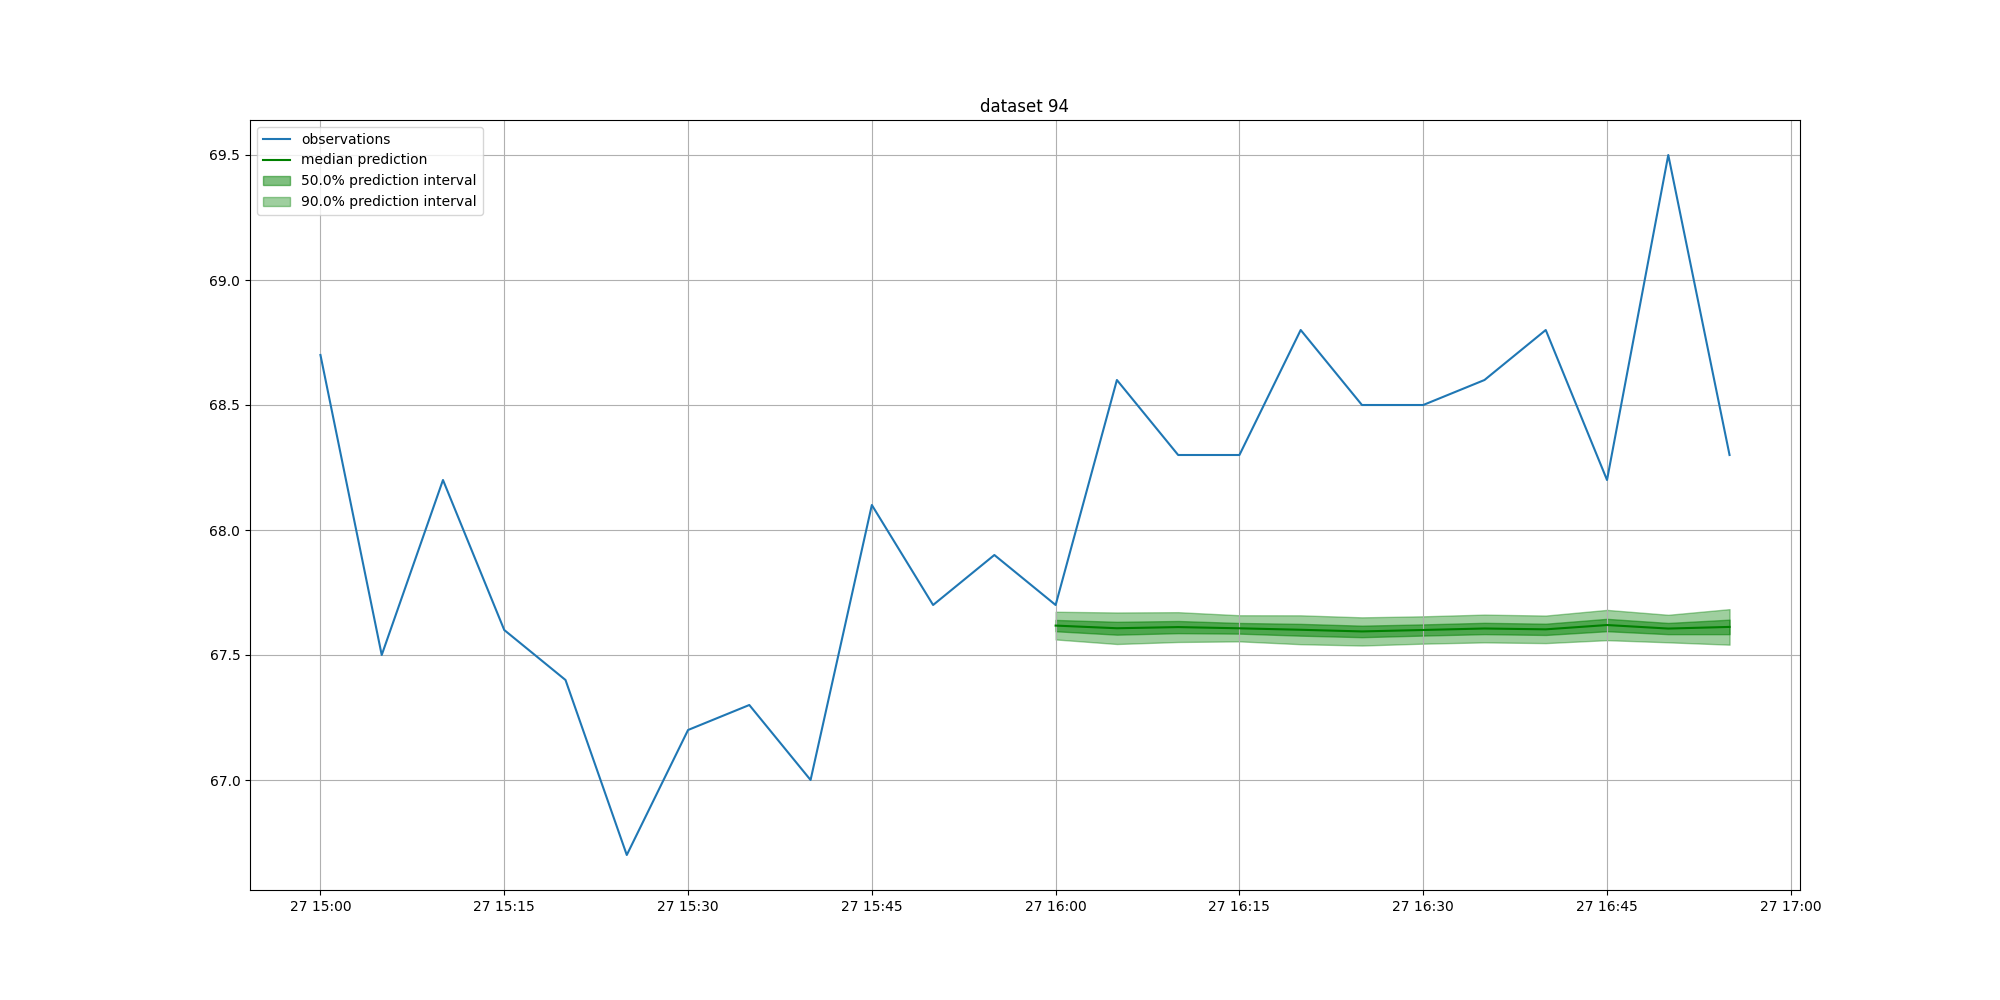 dataset 94
observations
median prediction
50.0% prediction interval
90.0% prediction interval
69.5
69.0
68.5
68.0
67.5
67.0
27 15:00 27 15:15 27 15:30 27 15:45 27 16:00 27 16:15 27 16:30 27 16:45 27 17:00